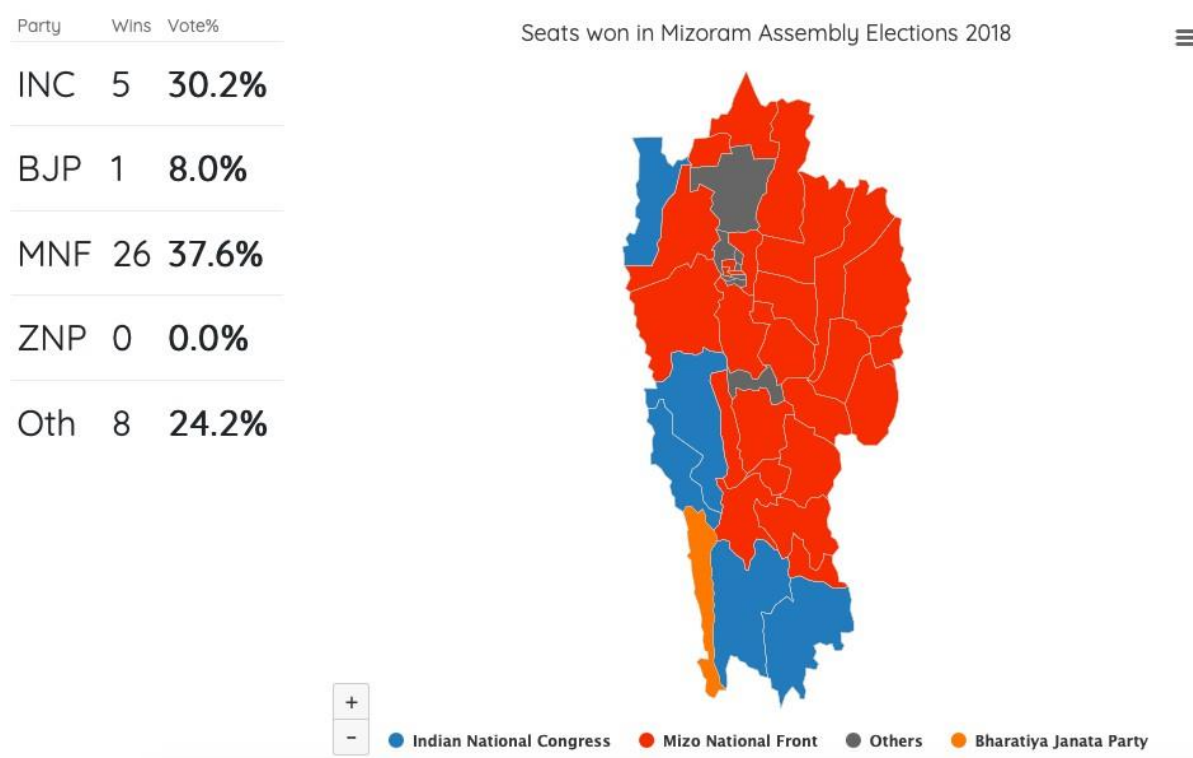 Party Wins Vote%
INC 5 30.2%
BJP 1 8.0%
MNF 26 37.6%
ZNP 0 0.0%
Oth 8 24.2%
Seats won in Mizoram Assembly Elections 2018
+
−
Indian National Congress Mizo National Front Others Bharatiya Janata Party